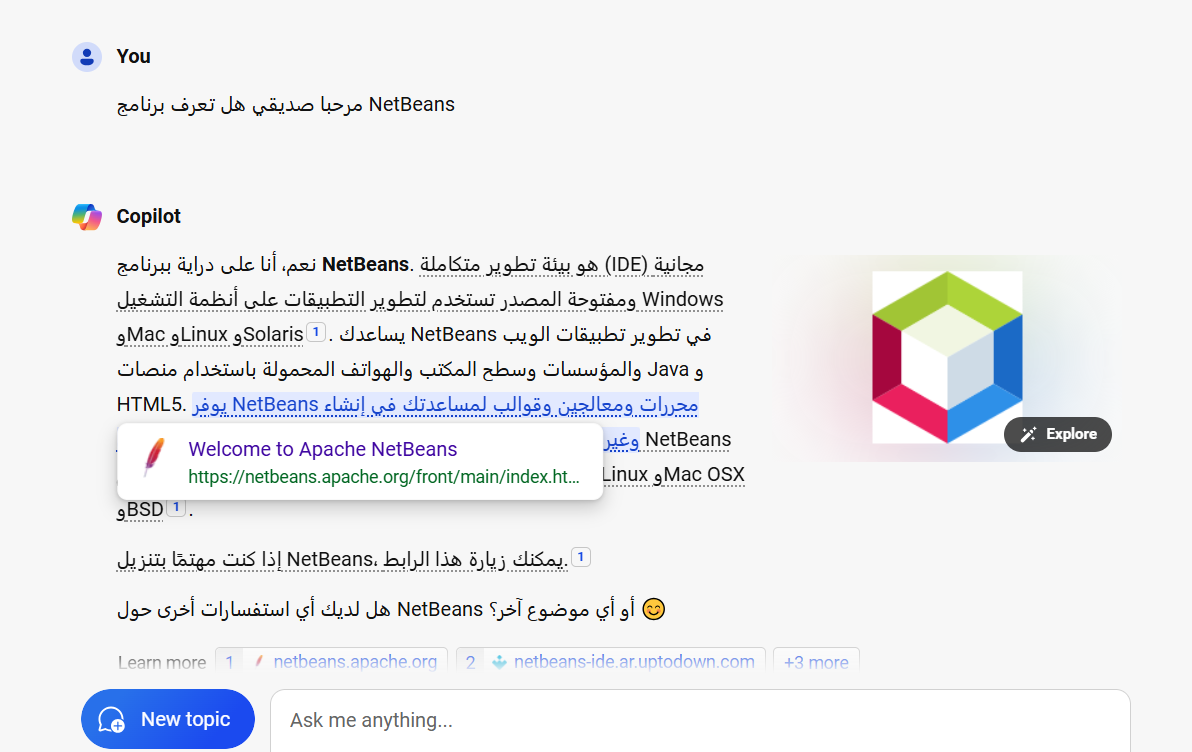 You
مرحبا صديقي هل تعرف برنامج NetBeans
Copilot
نعم، أنا على دراية ببرنامج NetBeans. مجانية (IDE) هو بيئة تطوير متكاملة
ومفتوحة المصدر تستخدم لتطوير التطبيقات على أنظمة التشغيل Windows
وMac وLinux وSolaris 1 . يساعدك NetBeans في تطوير تطبيقات الويب
والمؤسسات وسطح المكتب والهواتف المحمولة باستخدام منصات Java و
HTML5. يوفر NetBeans محررات ومعالجين وقوالب لمساعدتك في إنشاء
وغير NetBeans
Welcome to Apache NetBeans
https://netbeans.apache.org/front/main/index.ht...
Linux وMac OSX
وBSD 1 .
إذا كنت مهتمًا بتنزيل NetBeans، يمكنك زيارة هذا الرابط. 1
هل لديك أي استفسارات أخرى حول NetBeans أو أي موضوع آخر؟ 😊
Explore
Learn more 1 netbeans.apache.org 2 netbeans-ide.ar.uptodown.com +3 more
New topic
Ask me anything...